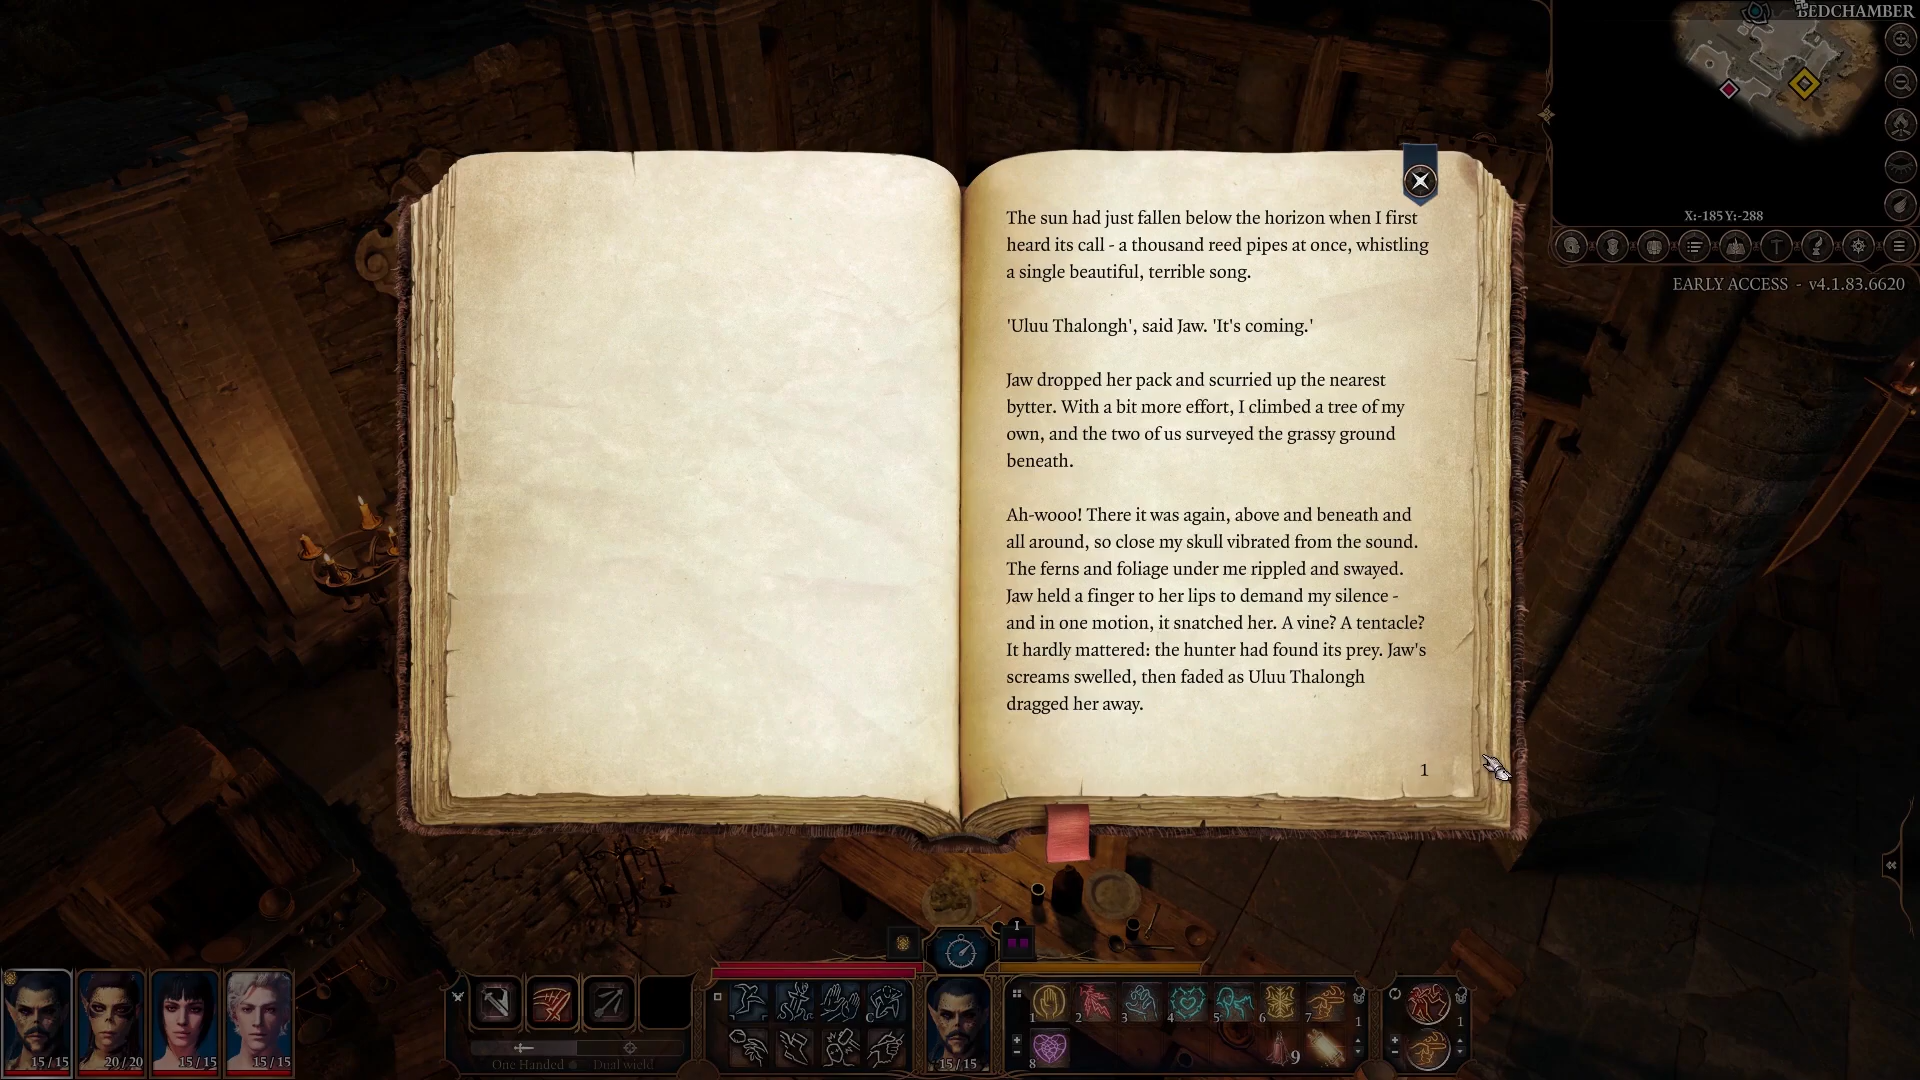 BEDCHAMBER
X:-185 Y:-288
EARLY ACCESS - v4.1.83.6620
The sun had just fallen below the horizon when I first
heard its call - a thousand reed pipes at once, whistling
a single beautiful, terrible song.
'Uluu Thalongh', said Jaw. 'It's coming.'
Jaw dropped her pack and scurried up the nearest
bytter. With a bit more effort, I climbed a tree of my
own, and the two of us surveyed the grassy ground
beneath.
Ah-wooo! There it was again, above and beneath and
all around, so close my skull vibrated from the sound.
The ferns and foliage under me rippled and swayed.
Jaw held a finger to her lips to demand my silence -
and in one motion, it snatched her. A vine? A tentacle?
It hardly mattered: the hunter had found its prey. Jaw's
screams swelled, then faded as Uluu Thalongh
dragged her away.
1
I
15/15
20/20
15/15
15/15
One Handed
Dual wield
C
15/15
1
2
3
4
5
6
7
8
9
1
1